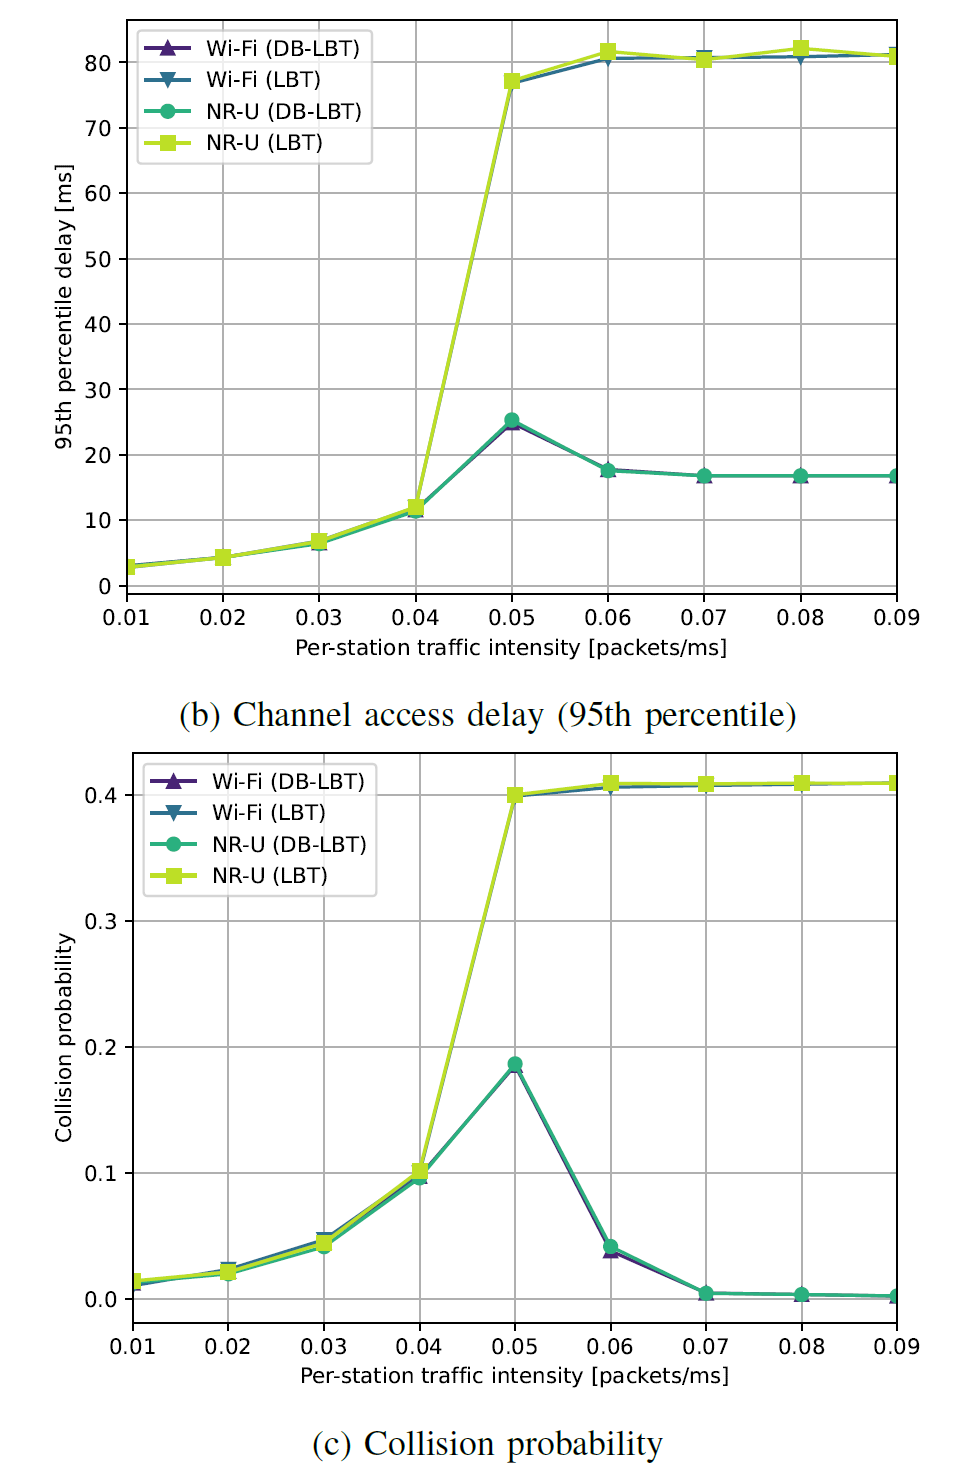 Wi-Fi (DB-LBT)
Wi-Fi (LBT)
NR-U (DB-LBT)
NR-U (LBT)
95th percentile delay [ms]
80
70
60
50
40
30
20
10
0
0.01 0.02 0.03 0.04 0.05 0.06 0.07 0.08 0.09
Per-station traffic intensity [packets/ms]
(b) Channel access delay (95th percentile)
Wi-Fi (DB-LBT)
Wi-Fi (LBT)
NR-U (DB-LBT)
NR-U (LBT)
Collision probability
0.4
0.3
0.2
0.1
0.0
0.01 0.02 0.03 0.04 0.05 0.06 0.07 0.08 0.09
Per-station traffic intensity [packets/ms]
(c) Collision probability